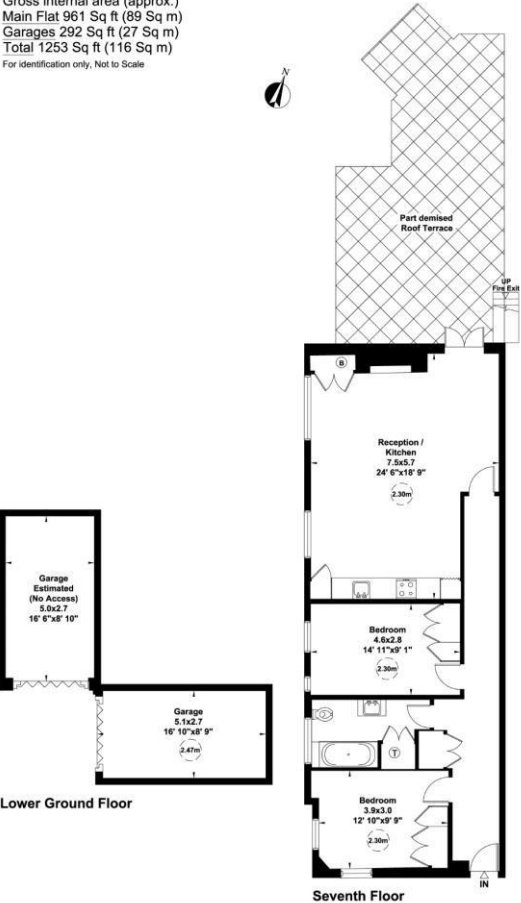 Gross internal area (approx.)
Main Flat 961 Sq ft (89 Sq m)
Garages 292 Sq ft (27 Sq m)
Total 1253 Sq ft (116 Sq m)
For identification only, Not to Scale
N
Part demised
Roof Terrace
UP
Fire Exit
B
Reception /
Kitchen
7.5x5.7
24' 6"x18' 9"
2.30m
Garage
Estimated
(No Access)
5.0x2.7
16' 6"x8' 10"
Bedroom
4.6x2.8
14' 11"x9' 1"
2.30m
Garage
5.1x2.7
16' 10"x8' 9"
2.47m
T
Lower Ground Floor
Bedroom
3.9x3.0
12' 10"x9' 9"
2.30m
IN
Seventh Floor